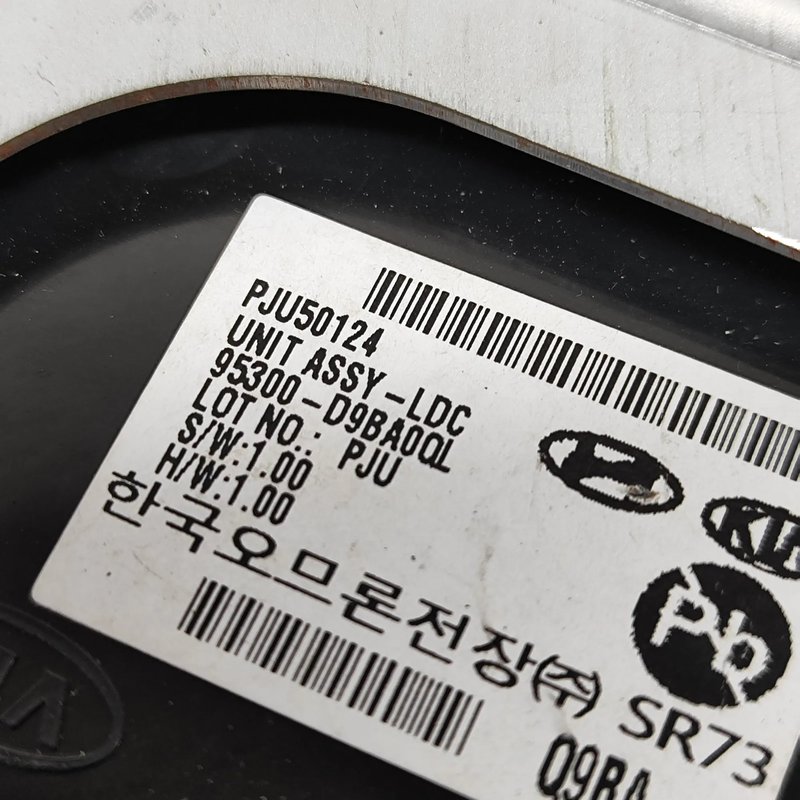 PJU50124
UNIT ASSY-LDC
95300-D9BA0QL
LOT NO.: PJU
S/W:1.00
H/W:1.00
한국오므론전장(주)
SR73
Pb